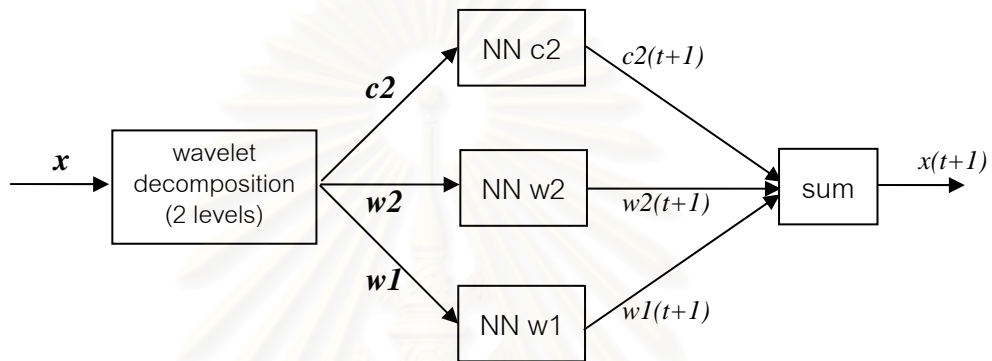 x
wavelet
decomposition
(2 levels)
c2
w2
w1
NN c2
NN w2
NN w1
c2(t+1)
w2(t+1)
w1(t+1)
sum
x(t+1)